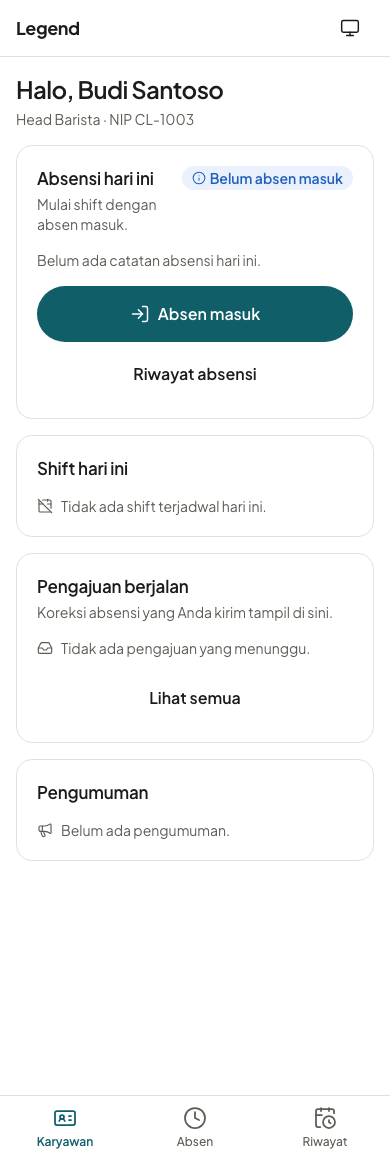 Legend
Halo, Budi Santoso
Head Barista · NIP CL-1003
Absensi hari ini
Belum absen masuk
Mulai shift dengan
absen masuk.
Belum ada catatan absensi hari ini.
Absen masuk
Riwayat absensi
Shift hari ini
Tidak ada shift terjadwal hari ini.
Pengajuan berjalan
Koreksi absensi yang Anda kirim tampil di sini.
Tidak ada pengajuan yang menunggu.
Lihat semua
Pengumuman
Belum ada pengumuman.
Karyawan
Absen
Riwayat